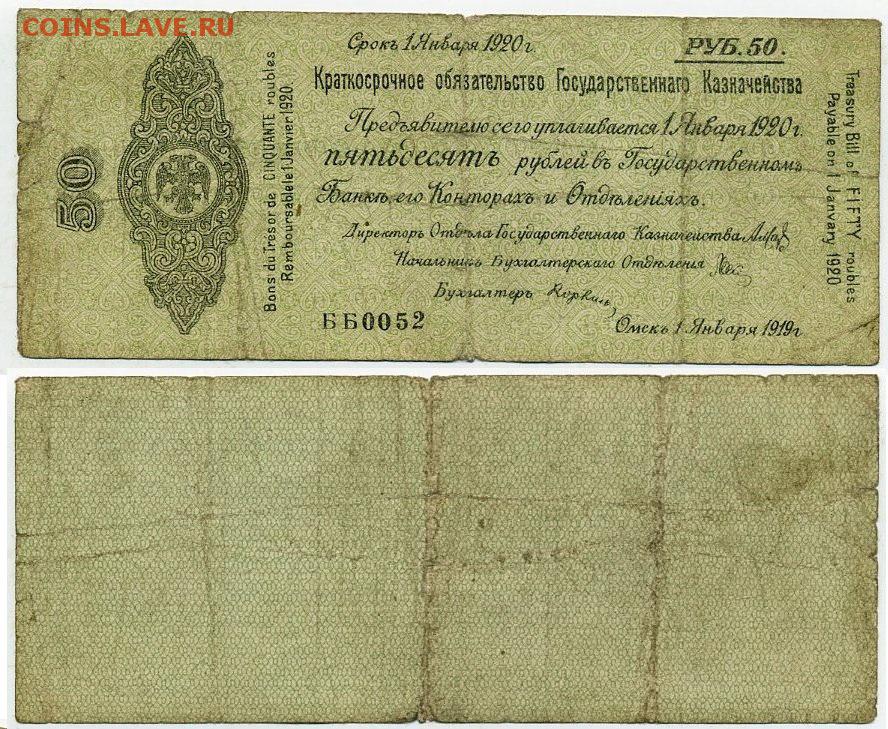 COINS.LAVE.RU
50
Bons du Tresor de CINQUANTE roubles
Remboursable le 1 Janvier 1920.
Срокъ 1 Января 1920 г.
РУБ. 50.
Краткосрочное обязательство Государственнаго Казначейства
Предъявителю сего уплачивается 1 Января 1920 г.
пятьдесятъ рублей въ Государственномъ
Банкѣ, его Конторахъ и Отдѣленіяхъ.
Директоръ Отдѣла Государственнаго Казначейства
Начальникъ Бухгалтерскаго Отдѣленія
Бухгалтеръ
ББ0052
Омскъ 1 Января 1919 г
Treasury Bill of FIFTY roubles
Payable on 1 Janvary 1920